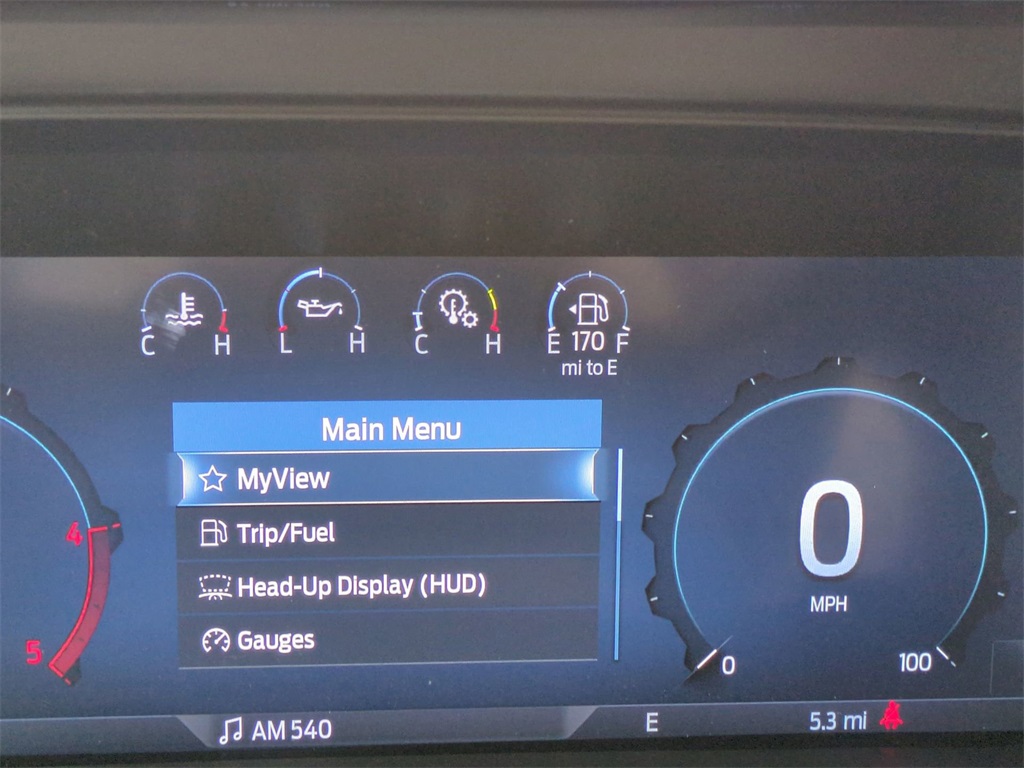 C H L H C H E 170 F
mi to E
Main Menu
MyView
Trip/Fuel
Head-Up Display (HUD)
Gauges
4
5
0
MPH
0 100
AM 540 E 5.3 mi